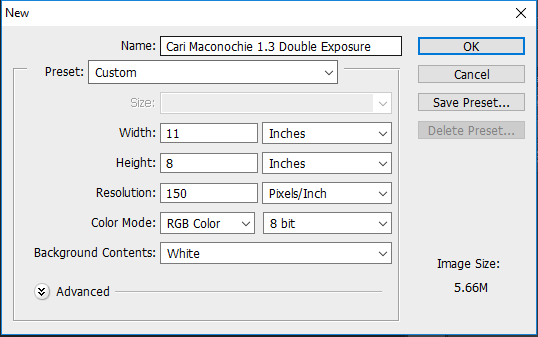 New
Name: Cari Maconochie 1.3 Double Exposure
OK
Preset: Custom
Cancel
Size:
Save Preset...
Width: 11 Inches
Delete Preset...
Height: 8 Inches
Resolution: 150 Pixels/Inch
Color Mode: RGB Color 8 bit
Background Contents: White
Image Size:
5.66M
Advanced